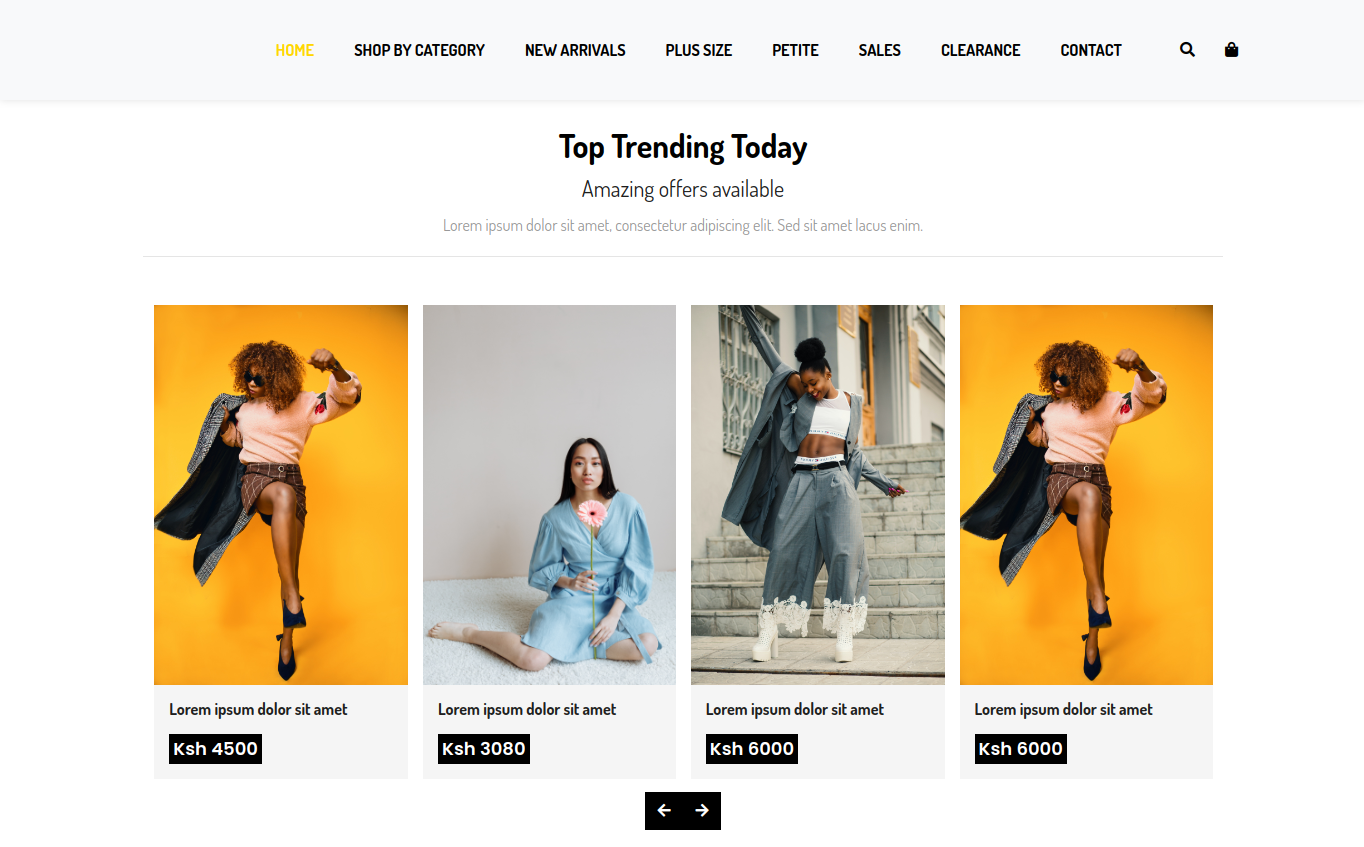 HOME SHOP BY CATEGORY NEW ARRIVALS PLUS SIZE PETITE SALES CLEARANCE CONTACT
Top Trending Today
Amazing offers available
Lorem ipsum dolor sit amet, consectetur adipiscing elit. Sed sit amet lacus enim.
Lorem ipsum dolor sit amet
Ksh 4500
Lorem ipsum dolor sit amet
Ksh 3080
Lorem ipsum dolor sit amet
Ksh 6000
Lorem ipsum dolor sit amet
Ksh 6000